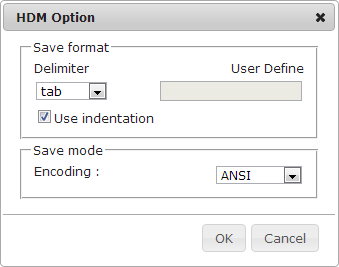 HDM Option
Save format
Delimiter User Define
tab
Use indentation
Save mode
Encoding : ANSI
OK Cancel